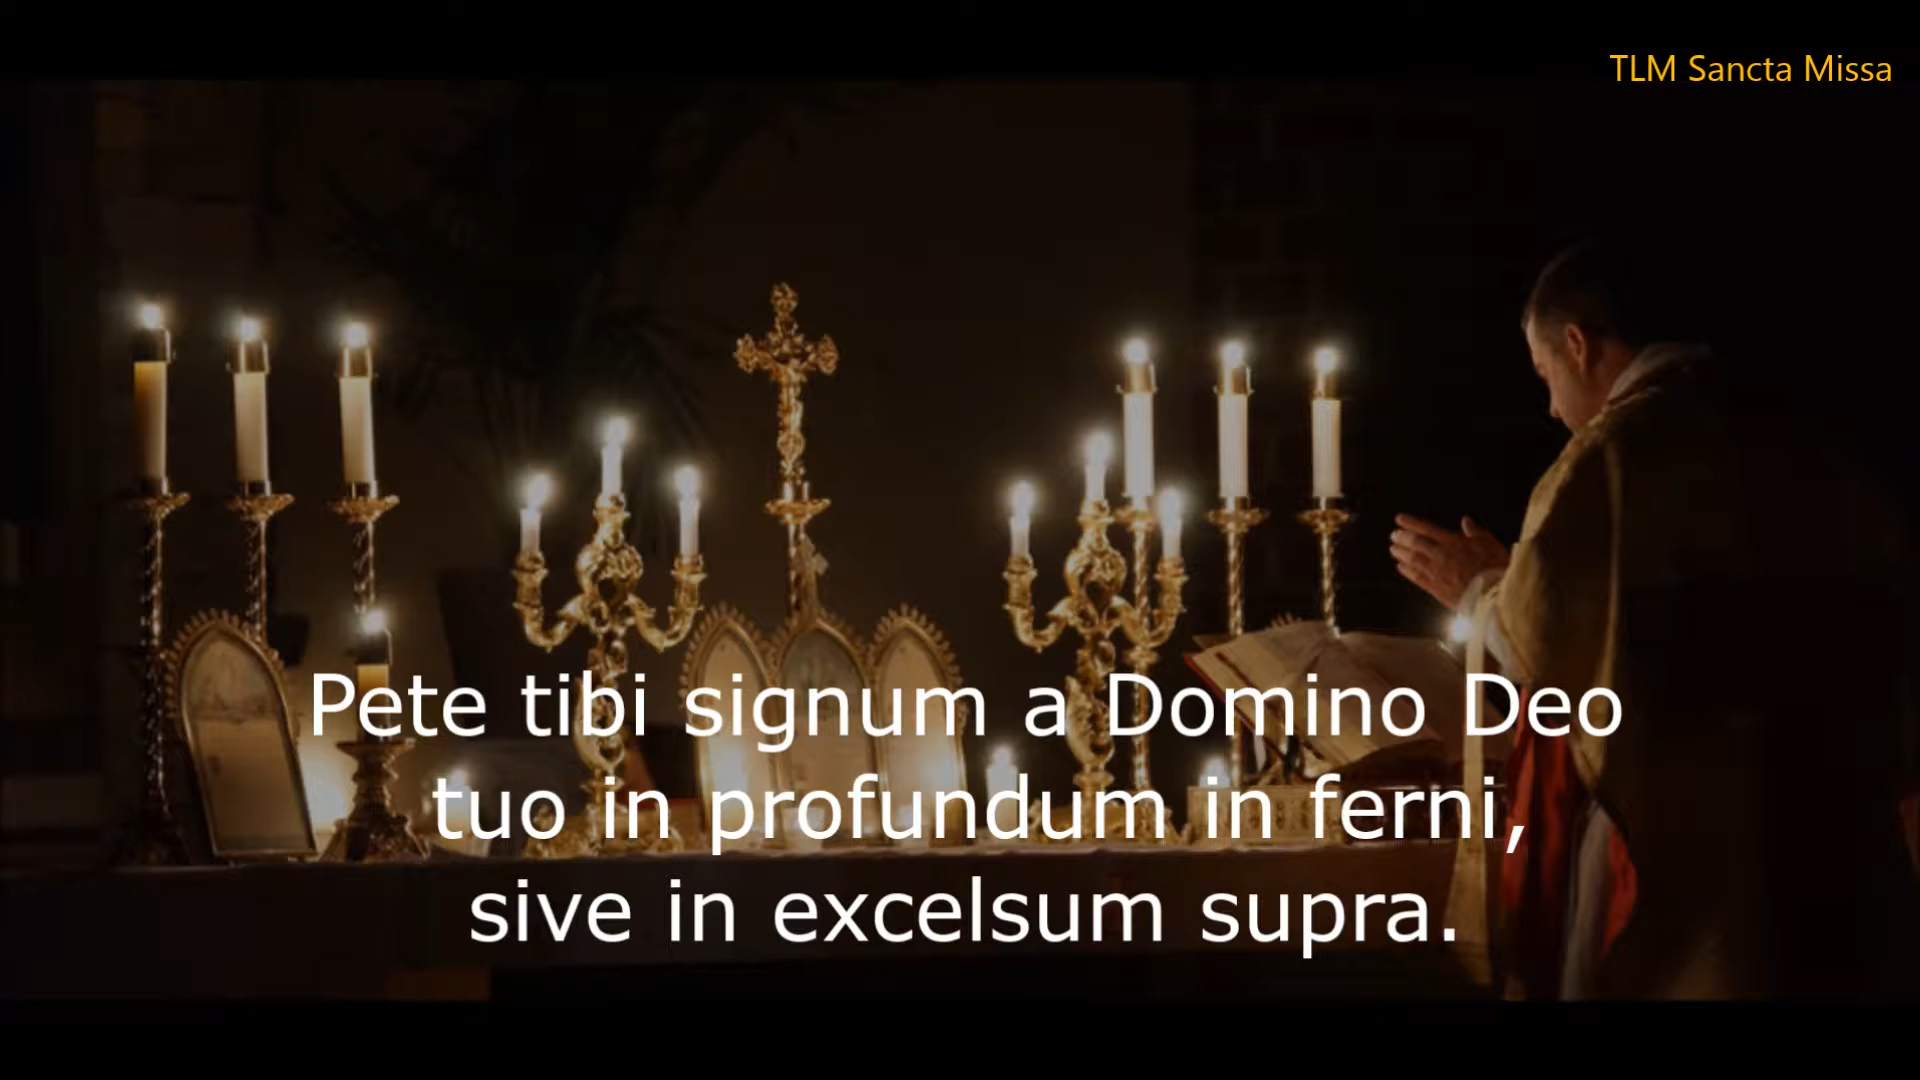 TLM Sancta Missa
Pete tibi signum a Domino Deo
tuo in profundum in ferni,
sive in excelsum supra.